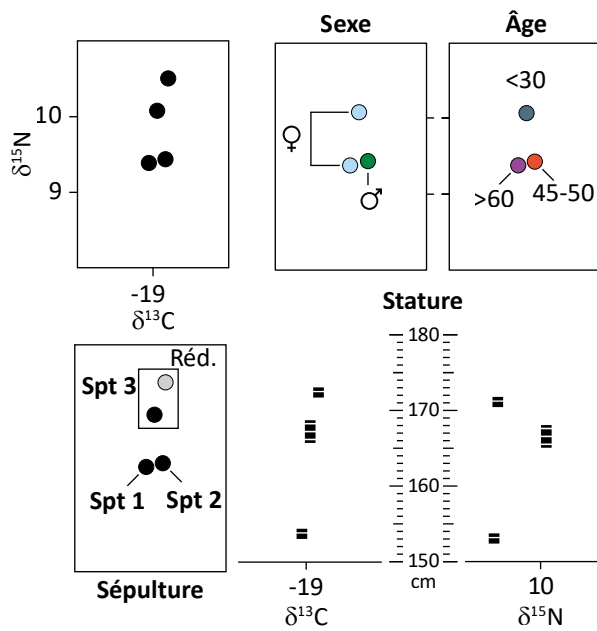 Sexe
Âge
<30
10
δ15N
♀
9
>60
45-50
♂
-19
δ13C
Stature
180
Réd.
Spt 3
170
160
Spt 1
Spt 2
150
Sépulture
-19
cm
10
δ13C
δ15N